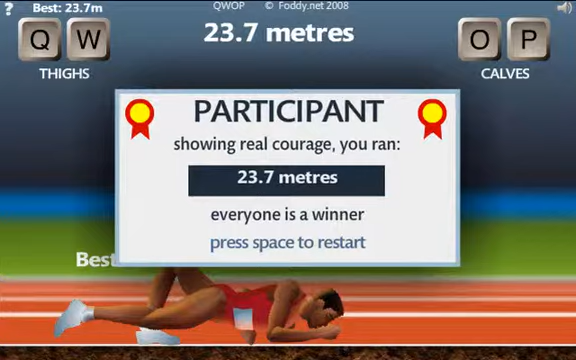 ? Best: 23.7m QWOP © Foddy.net 2008
23.7 metres
Q W O P
THIGHS CALVES
PARTICIPANT
showing real courage, you ran:
23.7 metres
everyone is a winner
press space to restart
Best